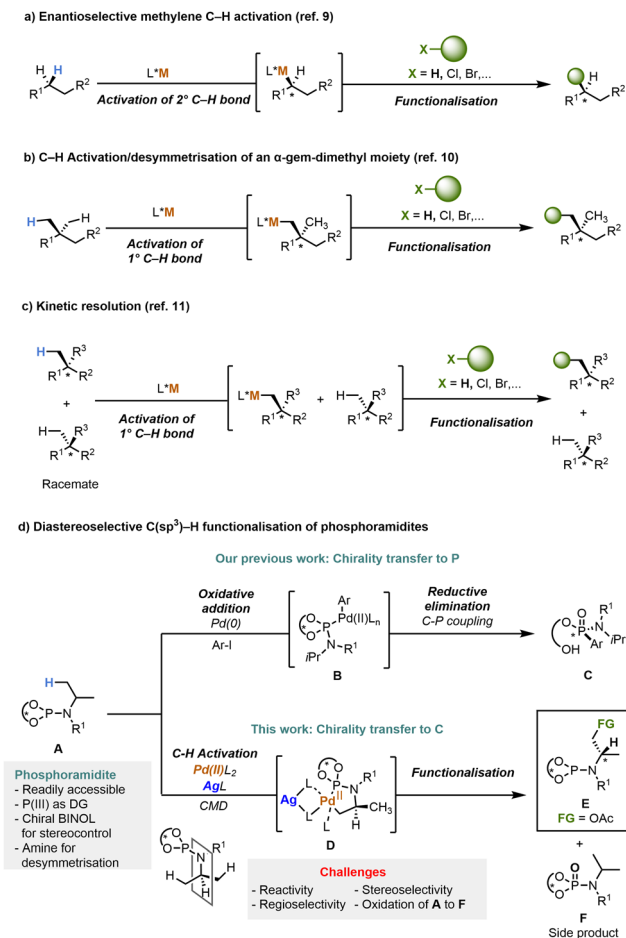 a) Enantioselective methylene C–H activation (ref. 9)
H H
R¹ R²
L*M
Activation of 2° C–H bond
L*M H
R¹ * R²
X
X = H, Cl, Br,...
Functionalisation
H
R¹ * R²
b) C–H Activation/desymmetrisation of an α-gem-dimethyl moiety (ref. 10)
H H
R¹ R²
L*M
Activation of
1° C–H bond
L*M CH₃
R¹ * R²
X
X = H, Cl, Br,...
Functionalisation
CH₃
R¹ * R²
c) Kinetic resolution (ref. 11)
H R³
R¹ * R²
+
H R³
R¹ * R²
Racemate
L*M
Activation of
1° C–H bond
L*M R³
R¹ * R²
+
H R³
R¹ * R²
X
X = H, Cl, Br,...
Functionalisation
R³
R¹ * R²
+
H R³
R¹ * R²
d) Diastereoselective C(sp³)–H functionalisation of phosphoramidites
Our previous work: Chirality transfer to P
Oxidative
addition
Pd(0)
Ar-I
Ar
O Pd(II)Lₙ
* P
O N R¹
iPr
B
Reductive
elimination
C-P coupling
O R¹
O P N
* Ar iPr
OH
C
H
O
* P N
O R¹
A
Phosphoramidite
- Readily accessible
- P(III) as DG
- Chiral BINOL
for stereocontrol
- Amine for
desymmetrisation
This work: Chirality transfer to C
C-H Activation
Pd(II)L₂
AgL
CMD
O O R¹
* P N
L II
Ag Pd
L CH₃
L H
D
Functionalisation
FG
H
*
O
* P N
O R¹
E
FG = OAc
+
O
O P N
* O R¹
F
Side product
O R¹
* P N
O
H H
H
Challenges
- Reactivity - Stereoselectivity
- Regioselectivity - Oxidation of A to F